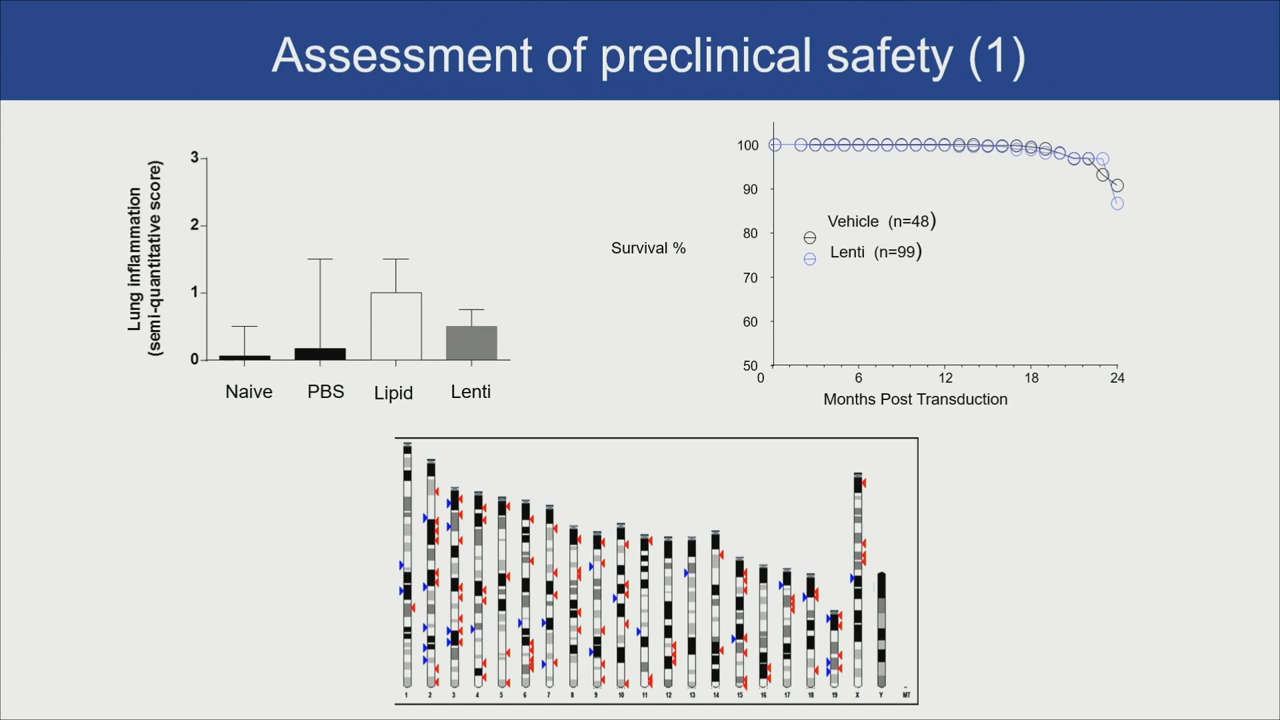 Assessment of preclinical safety (1)
Lung inflammation
(semi-quantitative score)
3
2
1
0
Naive PBS Lipid Lenti
Survival %
100
90
80
70
60
50
Vehicle (n=48)
Lenti (n=99)
0 6 12 18 24
Months Post Transduction
1 2 3 4 5 6 7 8 9 10 11 12 13 14 15 16 17 18 19 X Y MT